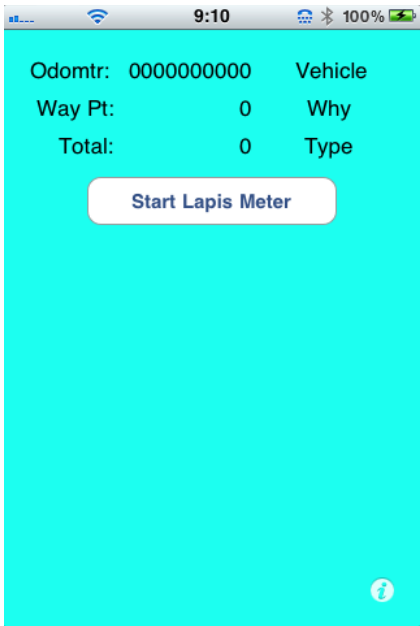 9:10 100%
Odomtr: 0000000000 Vehicle
Way Pt: 0 Why
Total: 0 Type
Start Lapis Meter
i